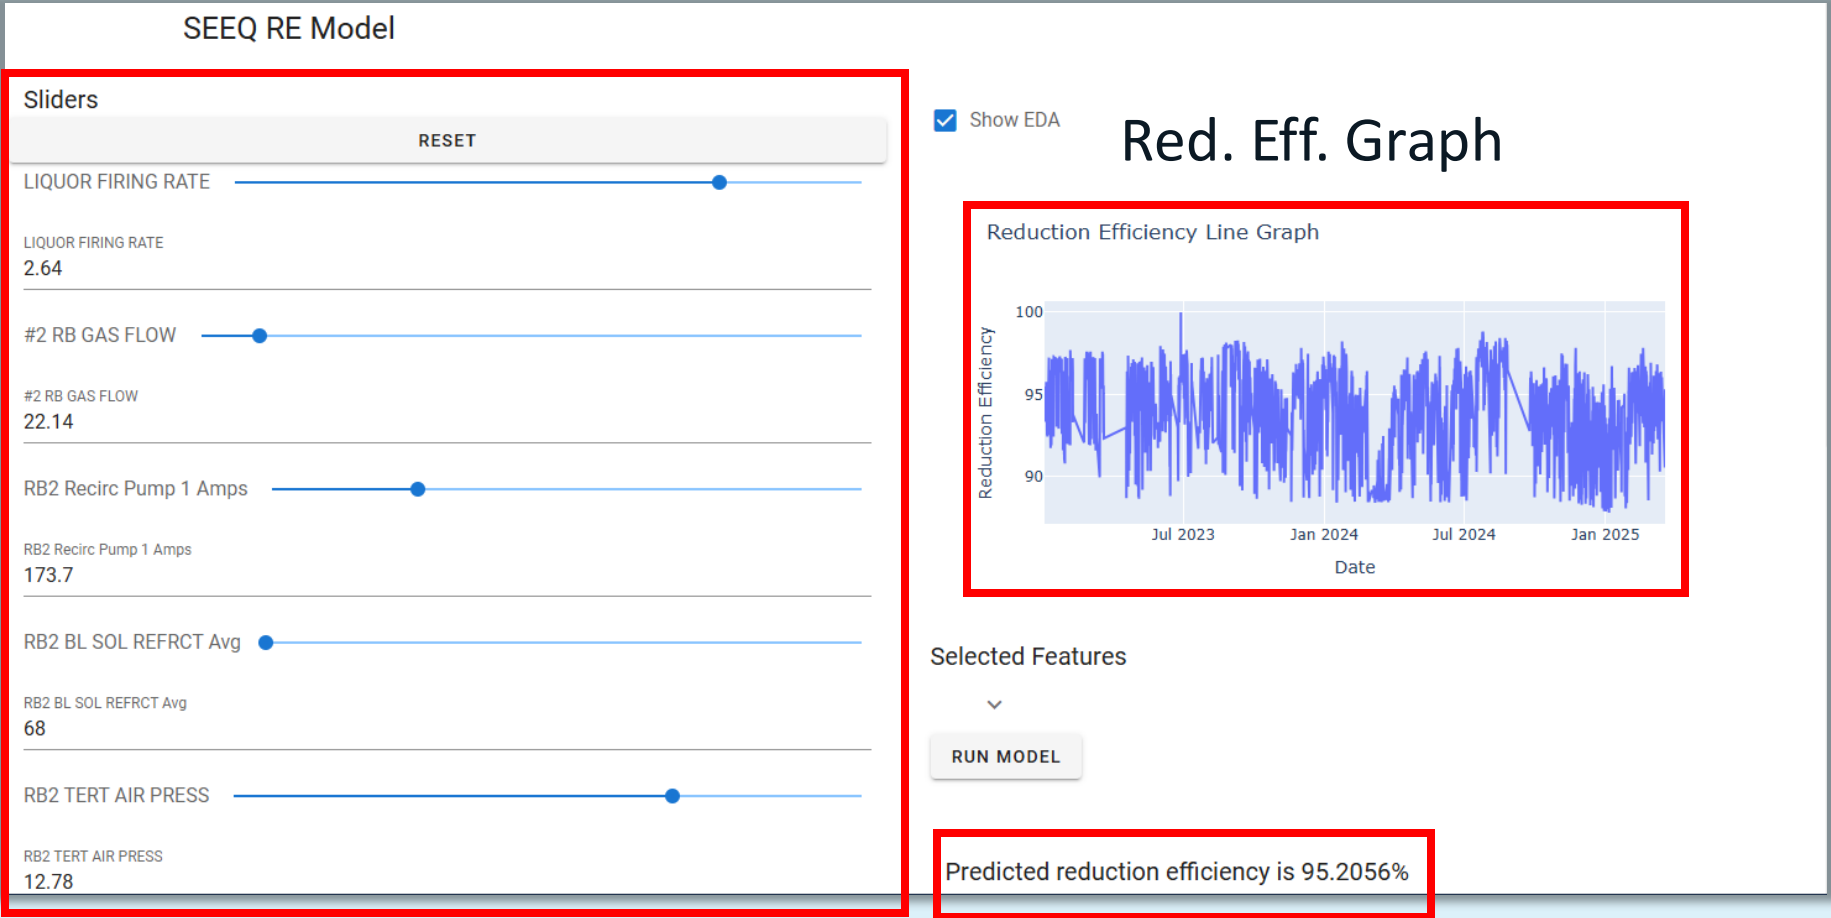 SEEQ RE Model
Sliders
RESET
LIQUOR FIRING RATE
LIQUOR FIRING RATE
2.64
#2 RB GAS FLOW
#2 RB GAS FLOW
22.14
RB2 Recirc Pump 1 Amps
RB2 Recirc Pump 1 Amps
173.7
RB2 BL SOL REFRCT Avg
RB2 BL SOL REFRCT Avg
68
RB2 TERT AIR PRESS
RB2 TERT AIR PRESS
12.78
Show EDA
Red. Eff. Graph
Reduction Efficiency Line Graph
Reduction Efficiency
100
95
90
Jul 2023 Jan 2024 Jul 2024 Jan 2025
Date
Selected Features
RUN MODEL
Predicted reduction efficiency is 95.2056%